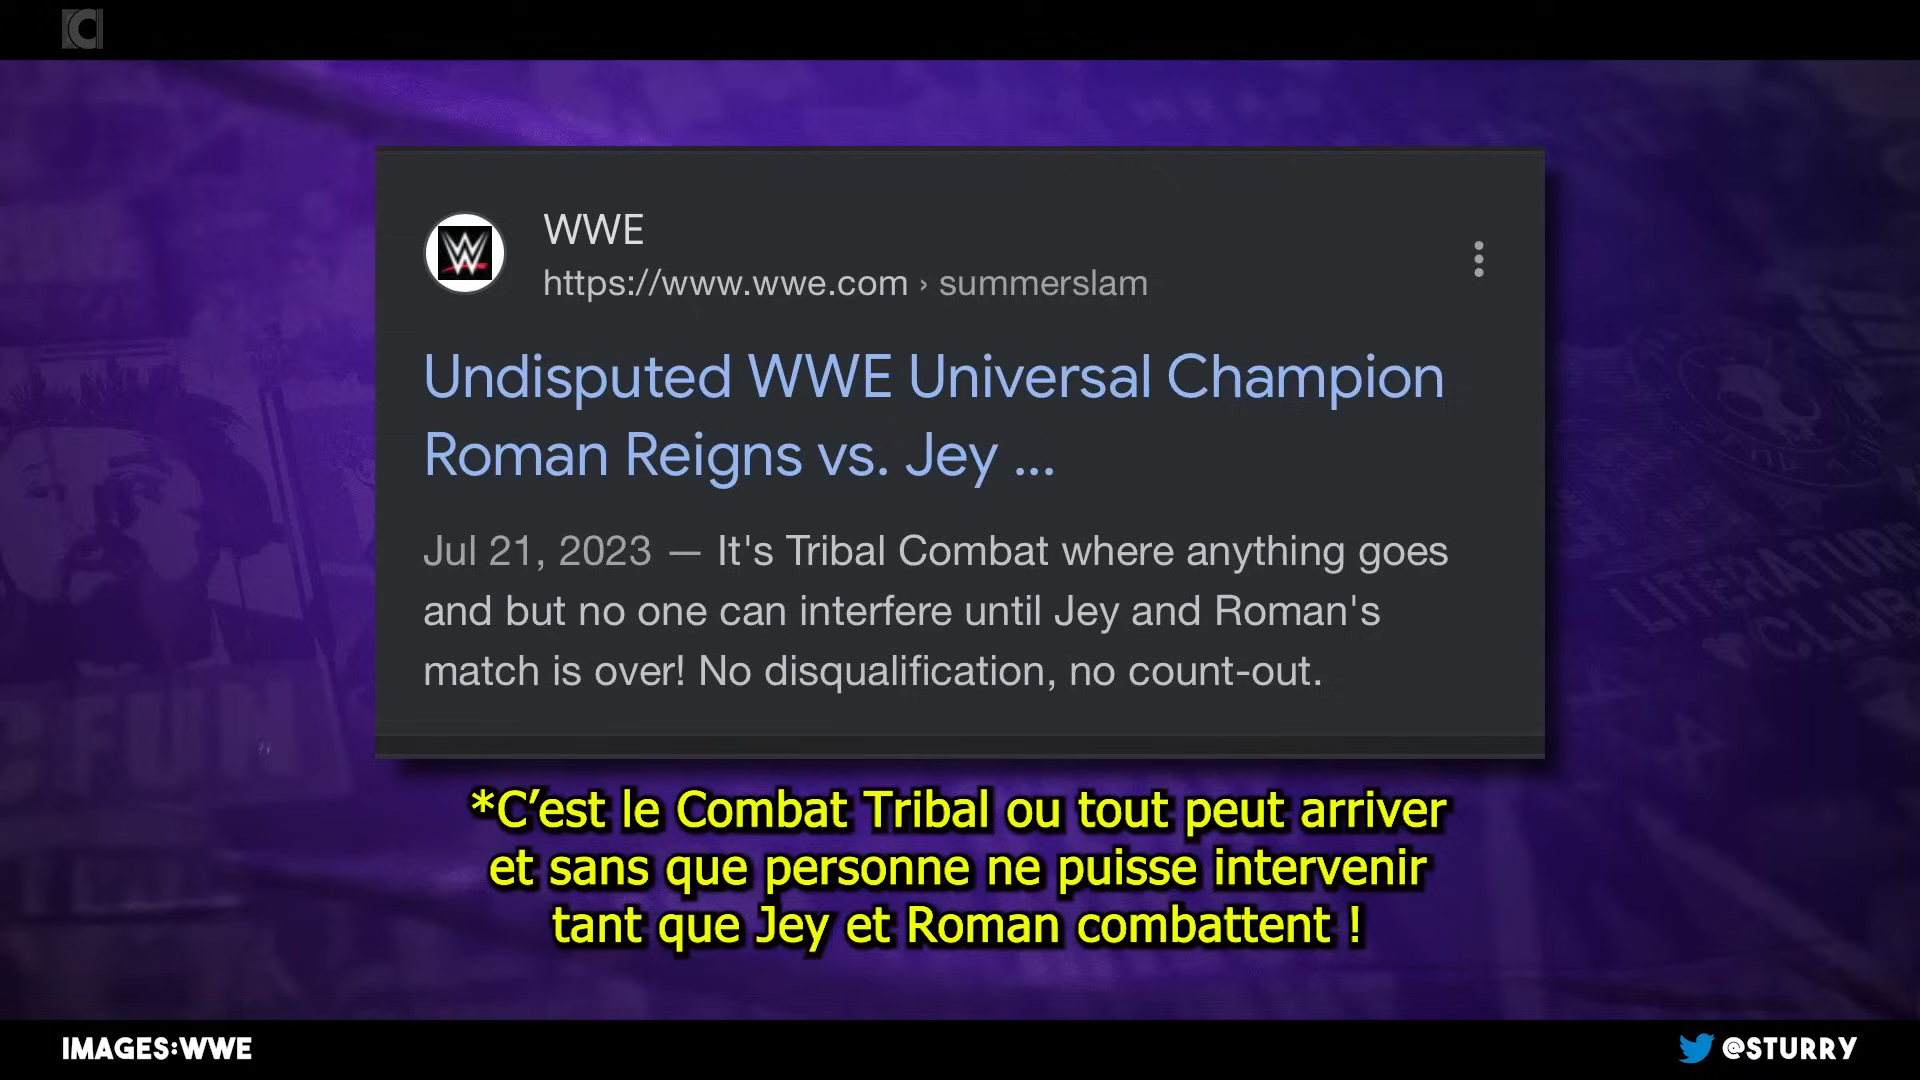 WWE
https://www.wwe.com › summerslam
Undisputed WWE Universal Champion
Roman Reigns vs. Jey ...
Jul 21, 2023 — It's Tribal Combat where anything goes
and but no one can interfere until Jey and Roman's
match is over! No disqualification, no count-out.
LITERATURE
CLUB
C FUN
*C’est le Combat Tribal ou tout peut arriver
et sans que personne ne puisse intervenir
tant que Jey et Roman combattent !
IMAGES:WWE
@STURRY